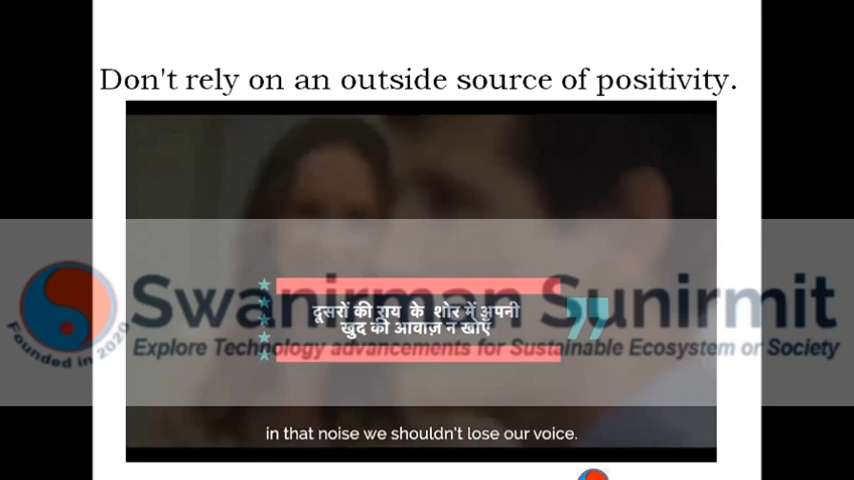 Don't rely on an outside source of positivity.
Swanirman Sunirmit
दूसरों की राय के शोर में अपनी
खुद की आवाज़ न खोएं
”
Founded in 2020
Explore Technology advancements for Sustainable Ecosystem or Society
in that noise we shouldn't lose our voice.